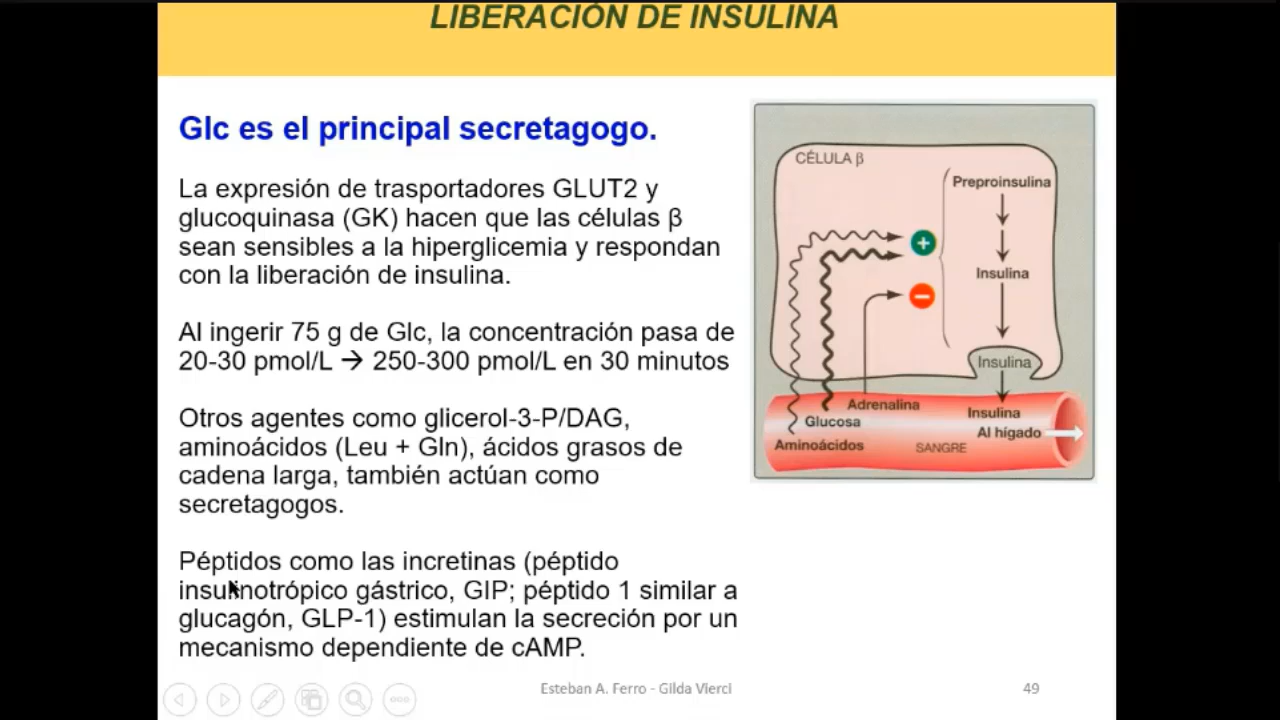 LIBERACIÓN DE INSULINA
Glc es el principal secretagogo.
La expresión de trasportadores GLUT2 y
glucoquinasa (GK) hacen que las células β
sean sensibles a la hiperglicemia y respondan
con la liberación de insulina.
Al ingerir 75 g de Glc, la concentración pasa de
20-30 pmol/L → 250-300 pmol/L en 30 minutos
Otros agentes como glicerol-3-P/DAG,
aminoácidos (Leu + Gln), ácidos grasos de
cadena larga, también actúan como
secretagogos.
Péptidos como las incretinas (péptido
insulinotrópico gástrico, GIP; péptido 1 similar a
glucagón, GLP-1) estimulan la secreción por un
mecanismo dependiente de cAMP.
CÉLULA β
Preproinsulina
+
Insulina
−
Insulina
Adrenalina
Insulina
Glucosa
Al hígado
Aminoácidos
SANGRE
Esteban A. Ferro - Gilda Vierci
49